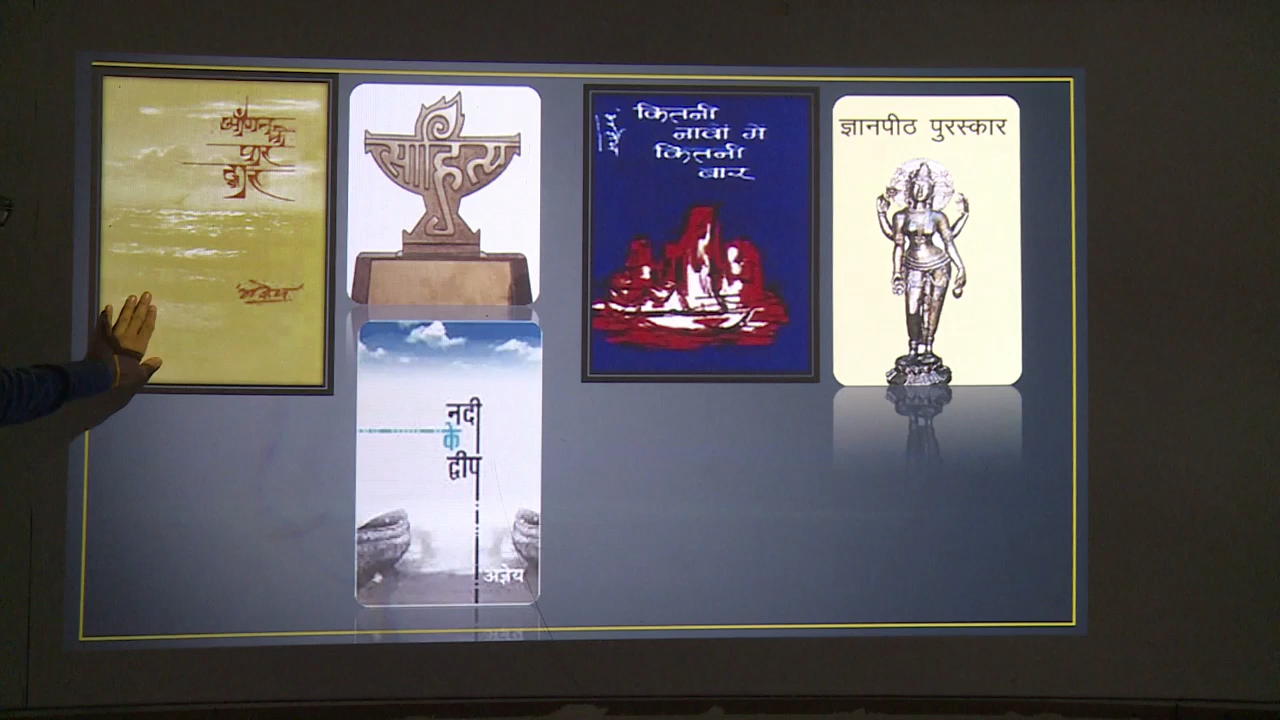 आँगन के
पार
द्वार
अज्ञेय
साहित्य
कितनी
नावों में
कितनी
बार
ज्ञानपीठ पुरस्कार
नदी
के
द्वीप
अज्ञेय